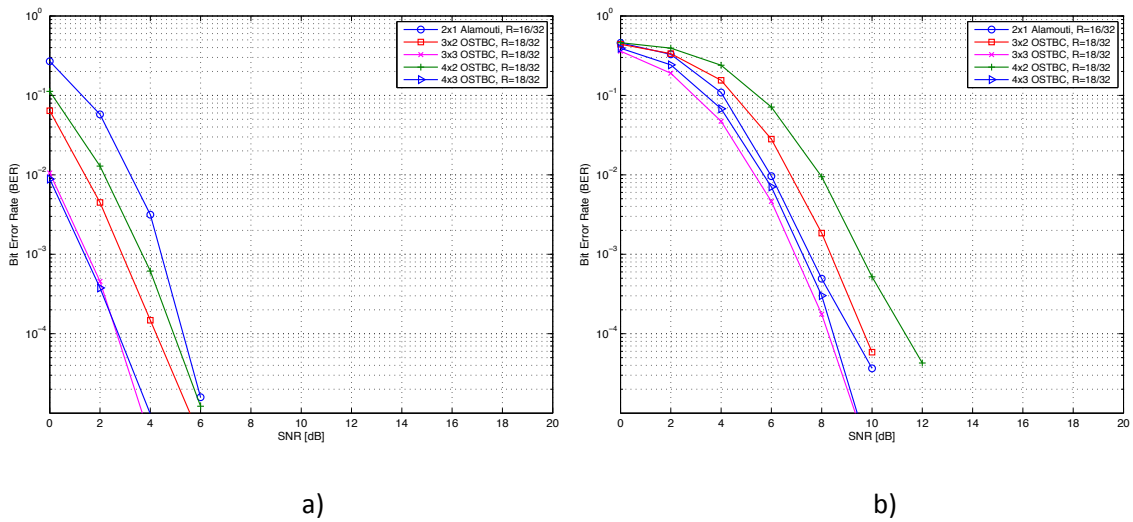 10^0
10^-1
10^-2
10^-3
10^-4
Bit Error Rate (BER)
0 2 4 6 8 10 12 14 16 18 20
SNR [dB]
2x1 Alamouti, R=16/32
3x2 OSTBC, R=18/32
3x3 OSTBC, R=18/32
4x2 OSTBC, R=18/32
4x3 OSTBC, R=18/32
a)
10^0
10^-1
10^-2
10^-3
10^-4
Bit Error Rate (BER)
0 2 4 6 8 10 12 14 16 18 20
SNR [dB]
2x1 Alamouti, R=16/32
3x2 OSTBC, R=18/32
3x3 OSTBC, R=18/32
4x2 OSTBC, R=18/32
4x3 OSTBC, R=18/32
b)